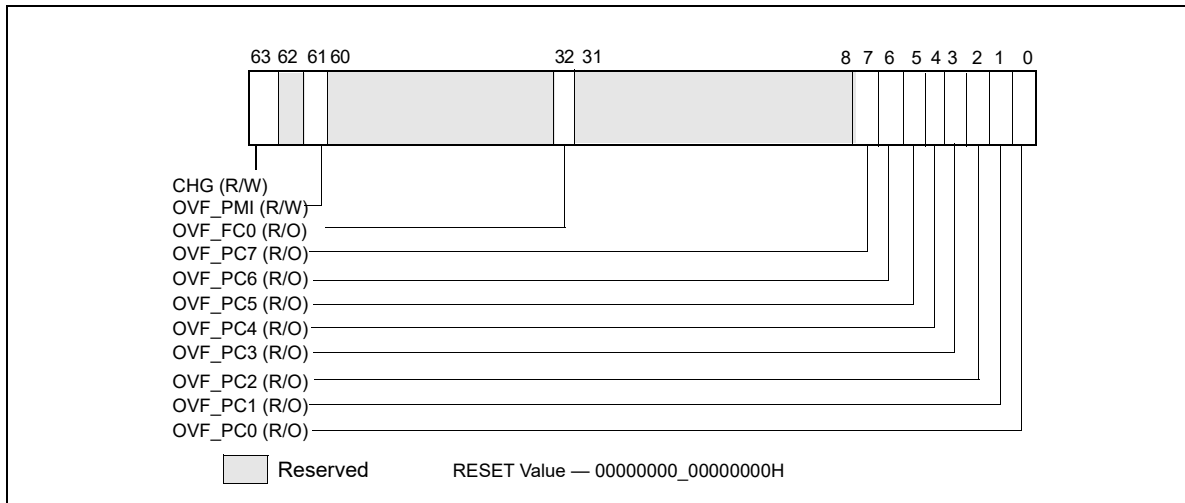 63 62 61 60 32 31 8 7 6 5 4 3 2 1 0
CHG (R/W)
OVF_PMI (R/W)
OVF_FC0 (R/O)
OVF_PC7 (R/O)
OVF_PC6 (R/O)
OVF_PC5 (R/O)
OVF_PC4 (R/O)
OVF_PC3 (R/O)
OVF_PC2 (R/O)
OVF_PC1 (R/O)
OVF_PC0 (R/O)
Reserved RESET Value — 00000000_00000000H